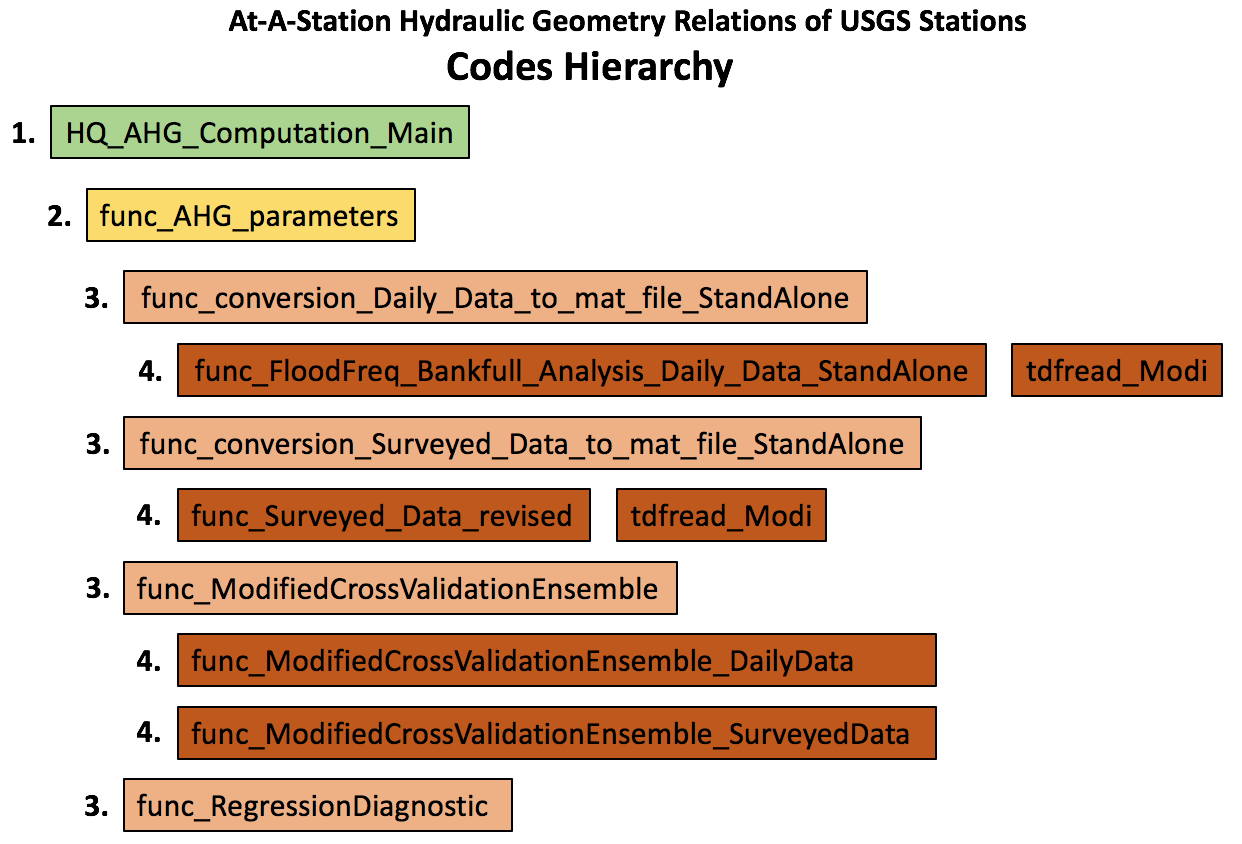 At-A-Station Hydraulic Geometry Relations of USGS Stations
Codes Hierarchy
1. HQ_AHG_Computation_Main
2. func_AHG_parameters
3. func_conversion_Daily_Data_to_mat_file_StandAlone
4. func_FloodFreq_Bankfull_Analysis_Daily_Data_StandAlone tdfread_Modi
3. func_conversion_Surveyed_Data_to_mat_file_StandAlone
4. func_Surveyed_Data_revised tdfread_Modi
3. func_ModifiedCrossValidationEnsemble
4. func_ModifiedCrossValidationEnsemble_DailyData
4. func_ModifiedCrossValidationEnsemble_SurveyedData
3. func_RegressionDiagnostic